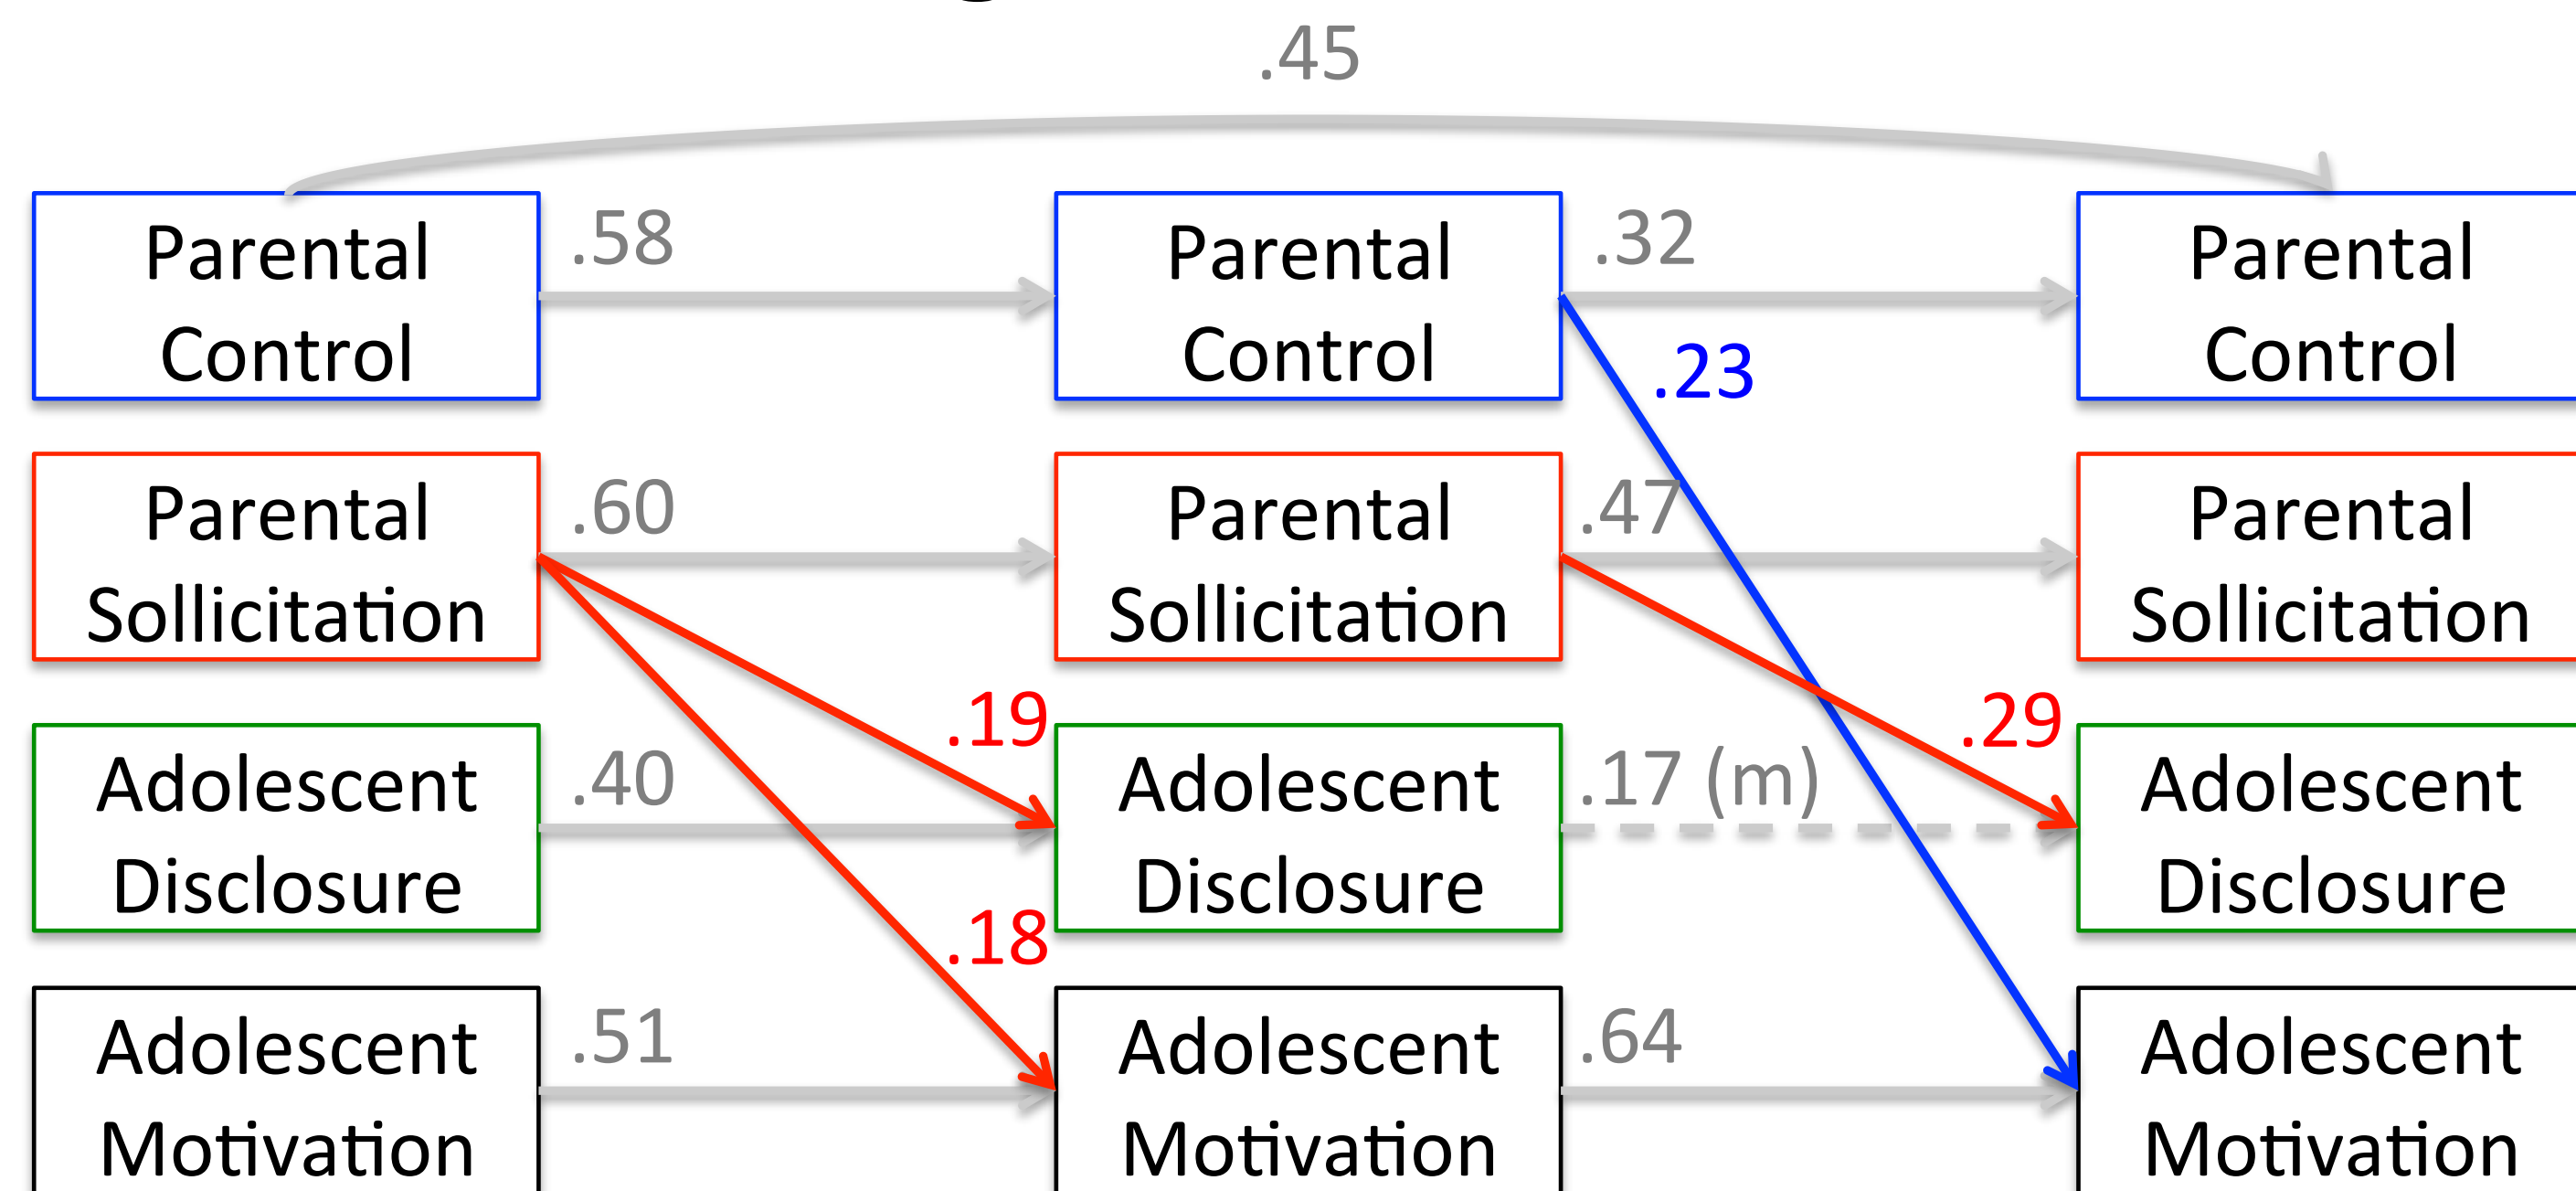 .45
Parental
Control
.58
Parental
Control
.32
Parental
Control
.23
Parental
Sollicitation
.60
Parental
Sollicitation
.47
Parental
Sollicitation
.19
.29
Adolescent
Disclosure
.40
Adolescent
Disclosure
.17 (m)
Adolescent
Disclosure
.18
Adolescent
Motivation
.51
Adolescent
Motivation
.64
Adolescent
Motivation